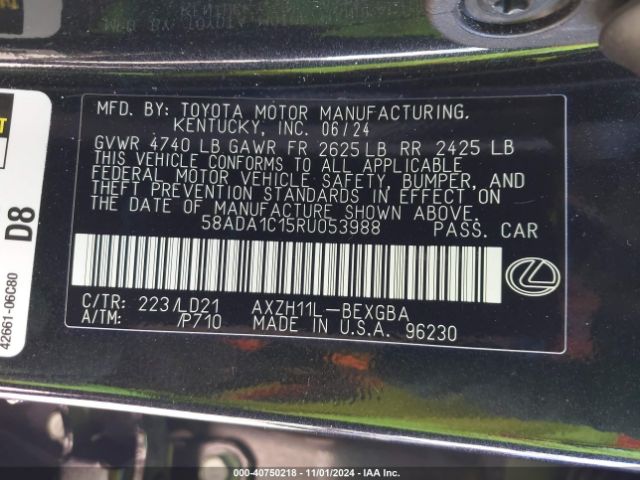 MFD. BY: TOYOTA MOTOR MANUFACTURING.
KENTUCKY, INC. 06/24
GVWR 4740 LB GAWR FR 2625 LB RR 2425 LB
THIS VEHICLE CONFORMS TO ALL APPLICABLE
FEDERAL MOTOR VEHICLE SAFETY, BUMPER, AND
THEFT PREVENTION STANDARDS IN EFFECT ON
THE DATE OF MANUFACTURE SHOWN ABOVE.
58ADA1C15RU053988 PASS. CAR
C/TR: 223/LD21 AXZH11L-BEXGBA
A/TM: /P710 MADE IN U.S.A. 96230
D8
42661-06C80
000-40750218 - 11/01/2024 - IAA Inc.